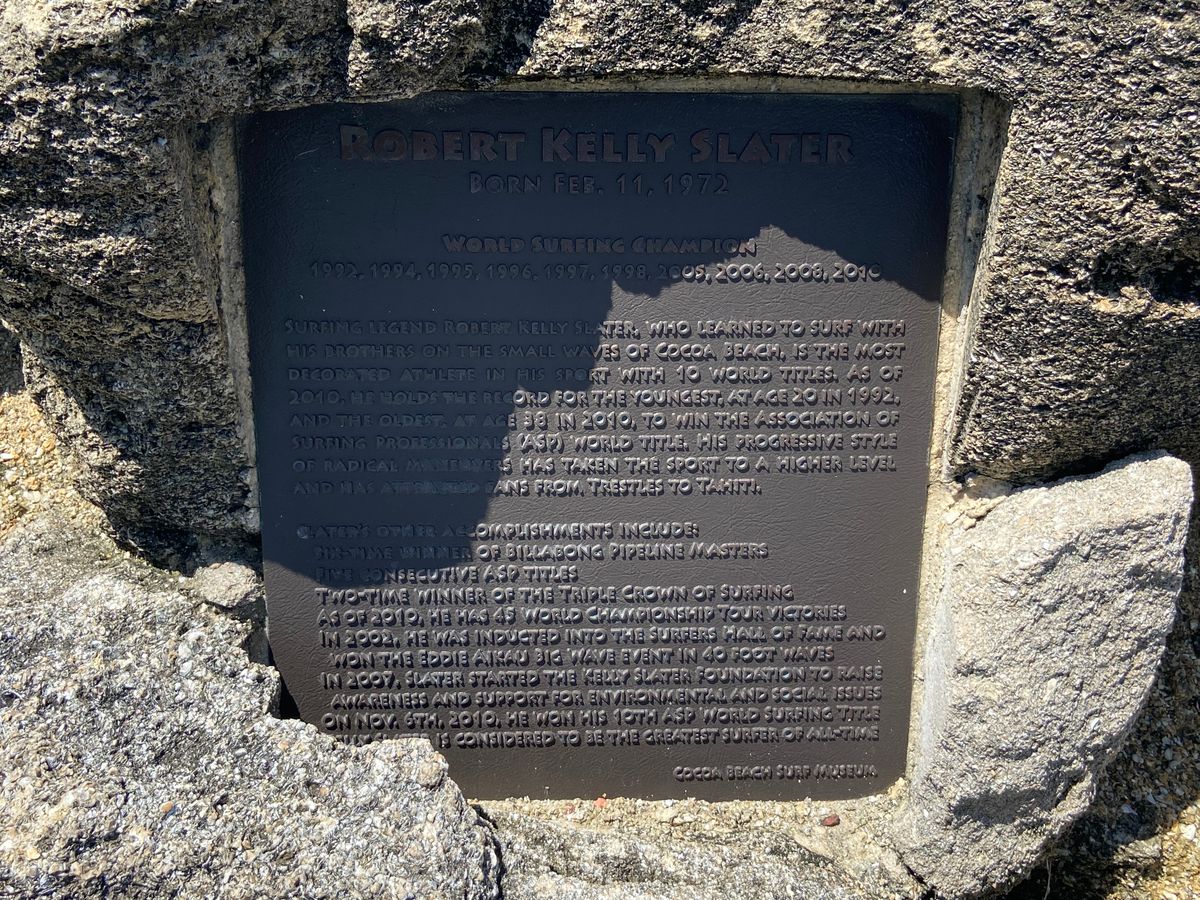 ROBERT KELLY SLATER
BORN FEB. 11, 1972
WORLD SURFING CHAMPION
1992, 1994, 1995, 1996, 1997, 1998, 2005, 2006, 2008, 2010
SURFING LEGEND ROBERT KELLY SLATER, WHO LEARNED TO SURF WITH
HIS BROTHERS ON THE SMALL WAVES OF COCOA BEACH, IS THE MOST
DECORATED ATHLETE IN HIS SPORT WITH 10 WORLD TITLES. AS OF
2010, HE HOLDS THE RECORD FOR THE YOUNGEST, AT AGE 20 IN 1992,
AND THE OLDEST, AT AGE 38 IN 2010, TO WIN THE ASSOCIATION OF
SURFING PROFESSIONALS (ASP) WORLD TITLE. HIS PROGRESSIVE STYLE
OF RADICAL MANEUVERS HAS TAKEN THE SPORT TO A HIGHER LEVEL
AND HAS ATTRACTED FANS FROM TRESTLES TO TAHITI.
SLATER'S OTHER ACCOMPLISHMENTS INCLUDE:
SIX-TIME WINNER OF BILLABONG PIPELINE MASTERS
FIVE CONSECUTIVE ASP TITLES
TWO-TIME WINNER OF THE TRIPLE CROWN OF SURFING
AS OF 2010, HE HAS 45 WORLD CHAMPIONSHIP TOUR VICTORIES
IN 2002, HE WAS INDUCTED INTO THE SURFERS HALL OF FAME AND
WON THE EDDIE AIKAU BIG WAVE EVENT IN 40 FOOT WAVES
IN 2007, SLATER STARTED THE KELLY SLATER FOUNDATION TO RAISE
AWARENESS AND SUPPORT FOR ENVIRONMENTAL AND SOCIAL ISSUES
ON NOV. 6TH, 2010, HE WON HIS 10TH ASP WORLD SURFING TITLE
IS CONSIDERED TO BE THE GREATEST SURFER OF ALL-TIME
COCOA BEACH SURF MUSEUM